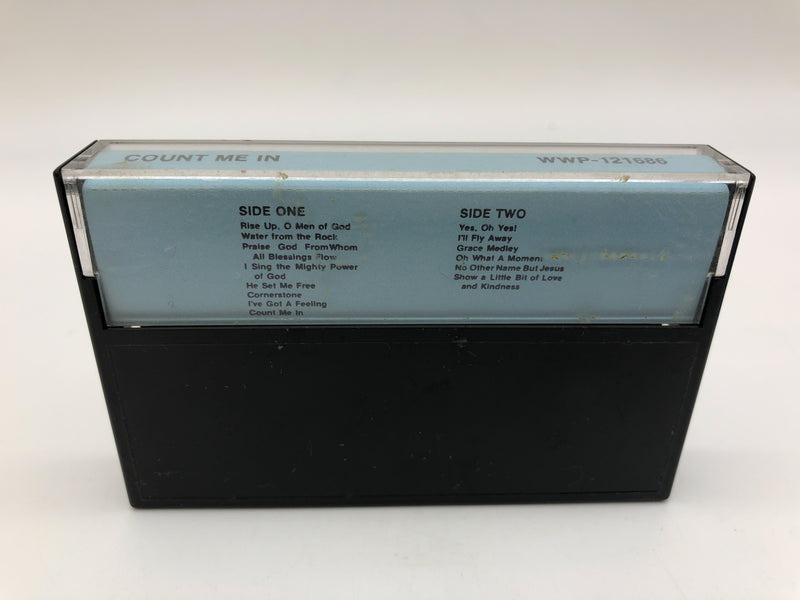 COUNT ME IN
WWP-121686
SIDE ONE
Rise Up, O Men of God
Water from the Rock
Praise God FromWhom
All Blessings Flow
I Sing the Mighty Power
of God
He Set Me Free
Cornerstone
I've Got A Feeling
Count Me In
SIDE TWO
Yes, Oh Yes!
I'll Fly Away
Grace Medley
Oh What A Moment
No Other Name But Jesus
Show a Little Bit of Love
and Kindness